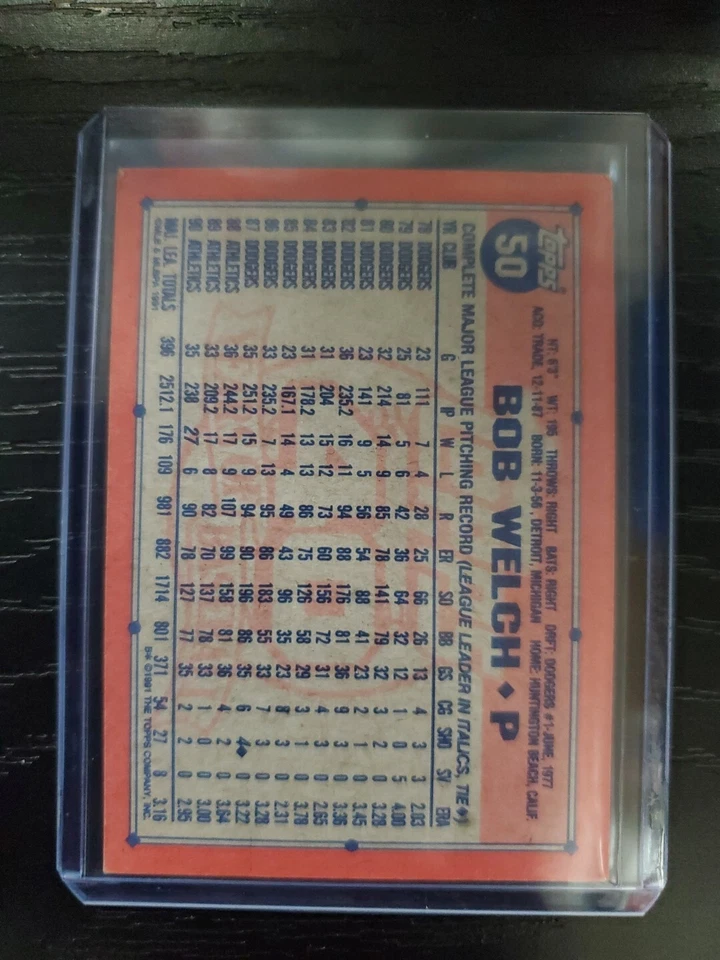 TOPPS
50
HT: 6'3" WT: 195 THROWS: RIGHT BATS: RIGHT DRFT: DODGERS #1-JUNE, 1977
ACQ: TRADE, 12-11-87 BORN: 11-3-56, DETROIT, MICHIGAN HOME: HUNTINGTON BEACH, CALIF.
BOB WELCH ♦ P
COMPLETE MAJOR LEAGUE PITCHING RECORD (LEAGUE LEADER IN ITALICS, TIE ♦)
YR CLUB G IP W L R ER SO BB GS CG SHO SV ERA
78 DODGERS 23 111 7 4 28 25 66 26 13 4 3 3 2.03
79 DODGERS 25 81 5 6 42 36 64 32 12 1 0 5 4.00
80 DODGERS 32 214 14 9 85 78 141 79 32 3 2 0 3.28
81 DODGERS 23 141 9 5 56 54 88 41 23 2 1 0 3.45
82 DODGERS 36 235.2 16 11 94 88 176 81 36 9 3 0 3.36
83 DODGERS 31 204 15 12 73 60 156 72 31 4 3 0 2.65
84 DODGERS 31 178.2 13 13 86 75 126 58 29 3 1 0 3.78
85 DODGERS 23 167.1 14 4 49 43 96 35 23 8 3 0 2.31
86 DODGERS 33 235.2 7 13 95 86 183 55 33 7 3 0 3.28
87 DODGERS 35 251.2 15 9 94 90 196 86 35 6 4♦ 0 3.22
88 ATHLETICS 36 244.2 17 9 107 99 158 81 36 4 2 0 3.64
89 ATHLETICS 33 209.2 17 8 82 70 137 78 33 1 0 0 3.00
90 ATHLETICS 35 238 27 6 90 78 127 77 35 2 2 0 2.95
MAJ. LEA. TOTALS 396 2512.1 176 109 981 882 1714 801 371 54 27 8 3.16
©MLB & MLBPA 1991 B* ©1991 THE TOPPS COMPANY, INC.